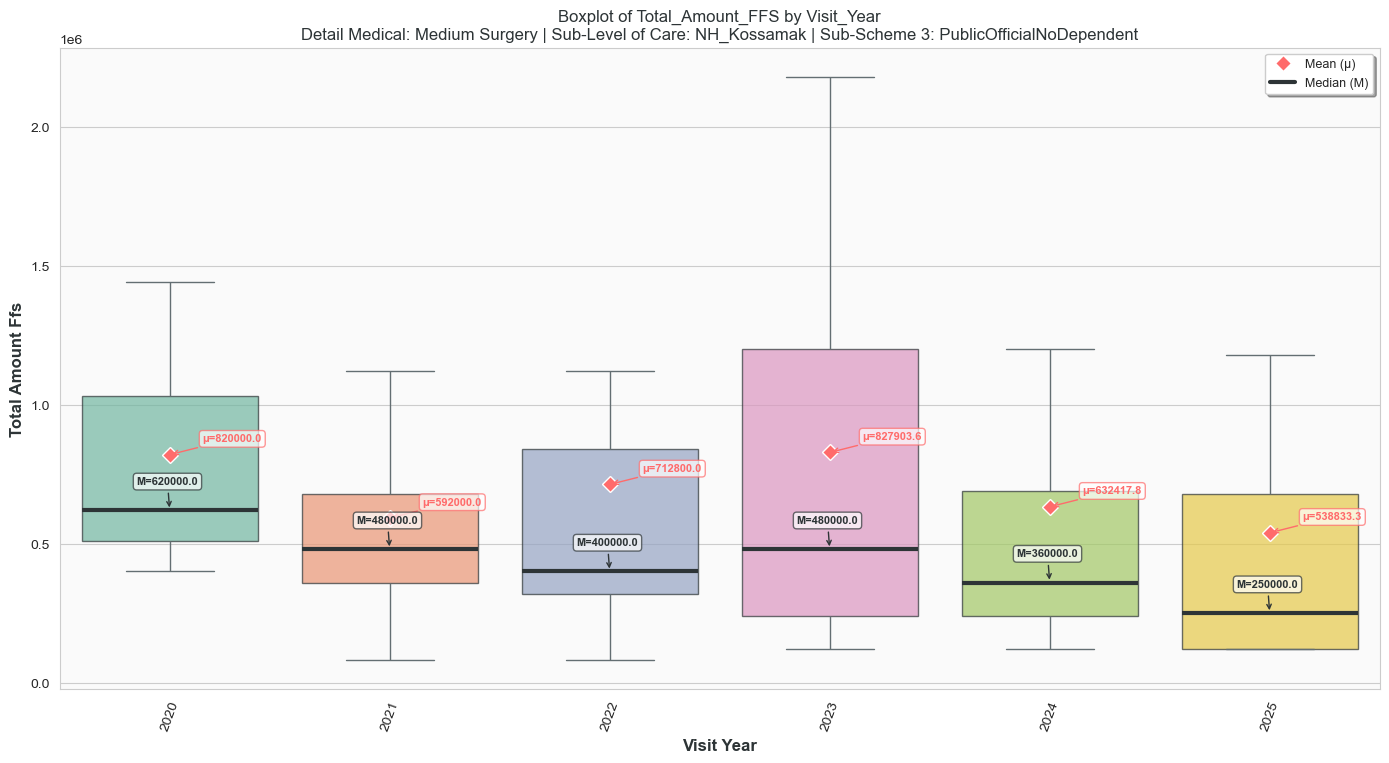 Boxplot of Total_Amount_FFS by Visit_Year
Detail Medical: Medium Surgery | Sub-Level of Care: NH_Kossamak | Sub-Scheme 3: PublicOfficialNoDependent
1e6
Mean (μ)
Median (M)
2.0
1.5
1.0
0.5
0.0
Total Amount Ffs
μ=820000.0
M=620000.0
μ=592000.0
M=480000.0
μ=712800.0
M=400000.0
μ=827903.6
M=480000.0
μ=632417.8
M=360000.0
μ=538833.3
M=250000.0
2020
2021
2022
2023
2024
2025
Visit Year